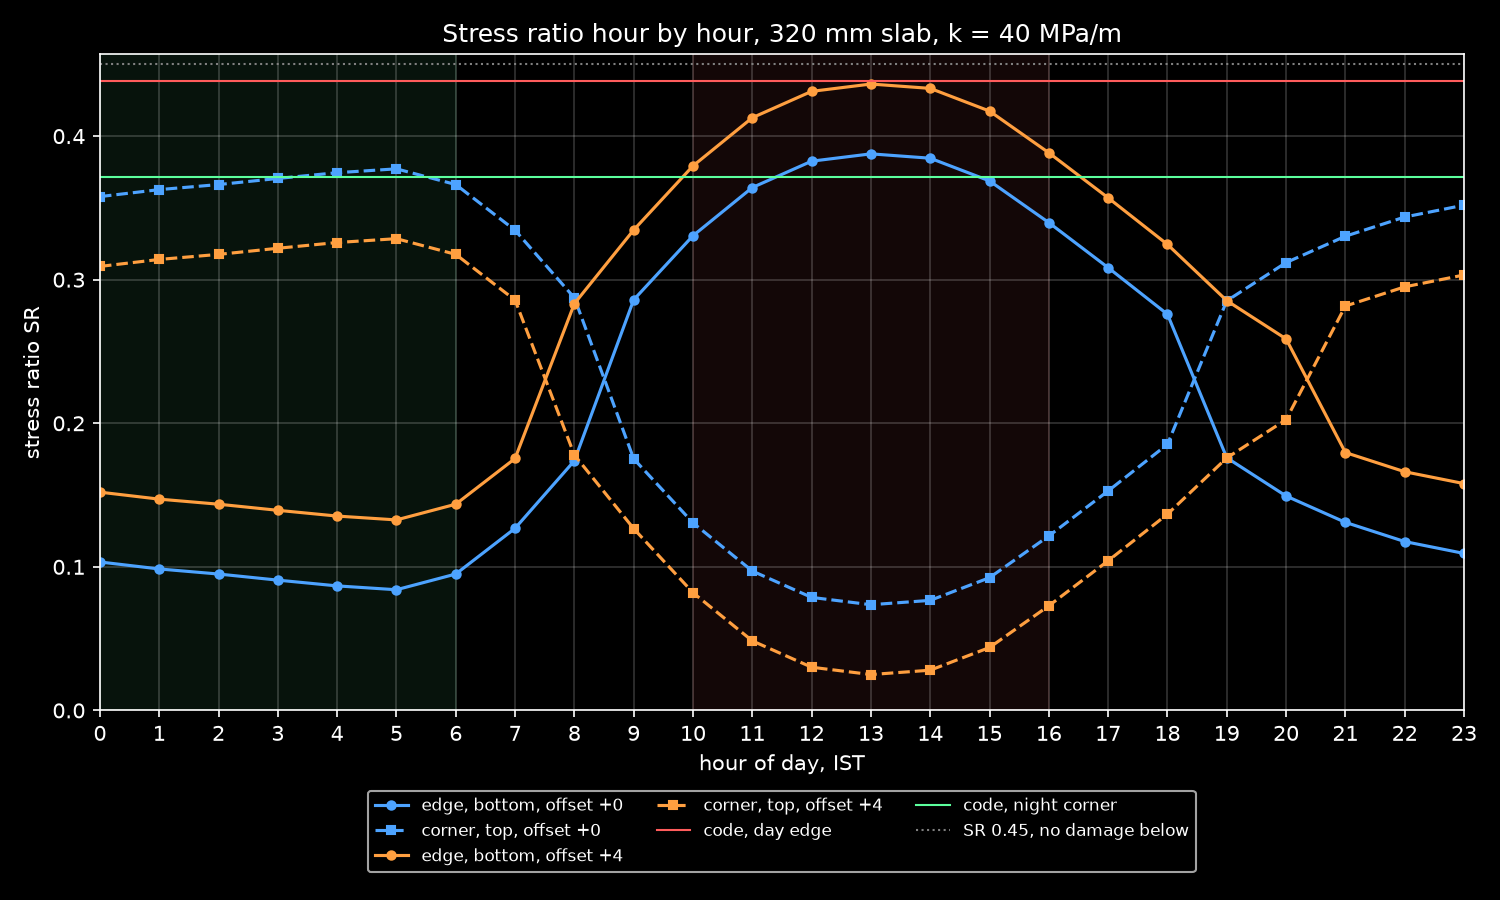 Stress ratio hour by hour, 320 mm slab, k = 40 MPa/m
stress ratio SR
0.4
0.3
0.2
0.1
0.0
0 1 2 3 4 5 6 7 8 9 10 11 12 13 14 15 16 17 18 19 20 21 22 23
hour of day, IST
edge, bottom, offset +0
corner, top, offset +0
edge, bottom, offset +4
corner, top, offset +4
code, day edge
code, night corner
SR 0.45, no damage below